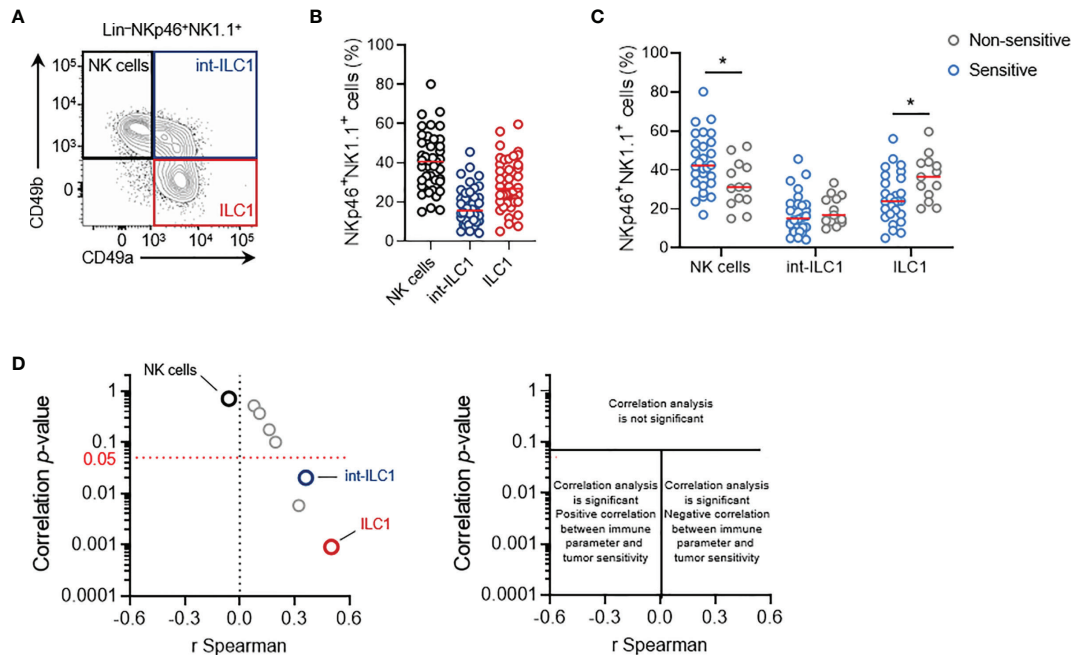 A
Lin⁻NKp46⁺NK1.1⁺
NK cells
int-ILC1
ILC1
10⁵
10⁴
10³
0
CD49b
0
10³
10⁴
10⁵
CD49a
B
NKp46⁺NK1.1⁺ cells (%)
100
80
60
40
20
0
NK cells
int-ILC1
ILC1
C
NKp46⁺NK1.1⁺ cells (%)
100
80
60
40
20
0
*
*
NK cells
int-ILC1
ILC1
Non-sensitive
Sensitive
D
Correlation p-value
1
0.1
0.05
0.01
0.001
0.0001
NK cells
int-ILC1
ILC1
-0.6
-0.3
0.0
0.3
0.6
r Spearman
Correlation p-value
1
0.1
0.01
0.001
0.0001
Correlation analysis
is not significant
Correlation analysis
is significant
Positive correlation
between immune
parameter and
tumor sensitivity
Correlation analysis
is significant
Negative correlation
between immune
parameter and
tumor sensitivity
-0.6
-0.3
0.0
0.3
0.6
r Spearman